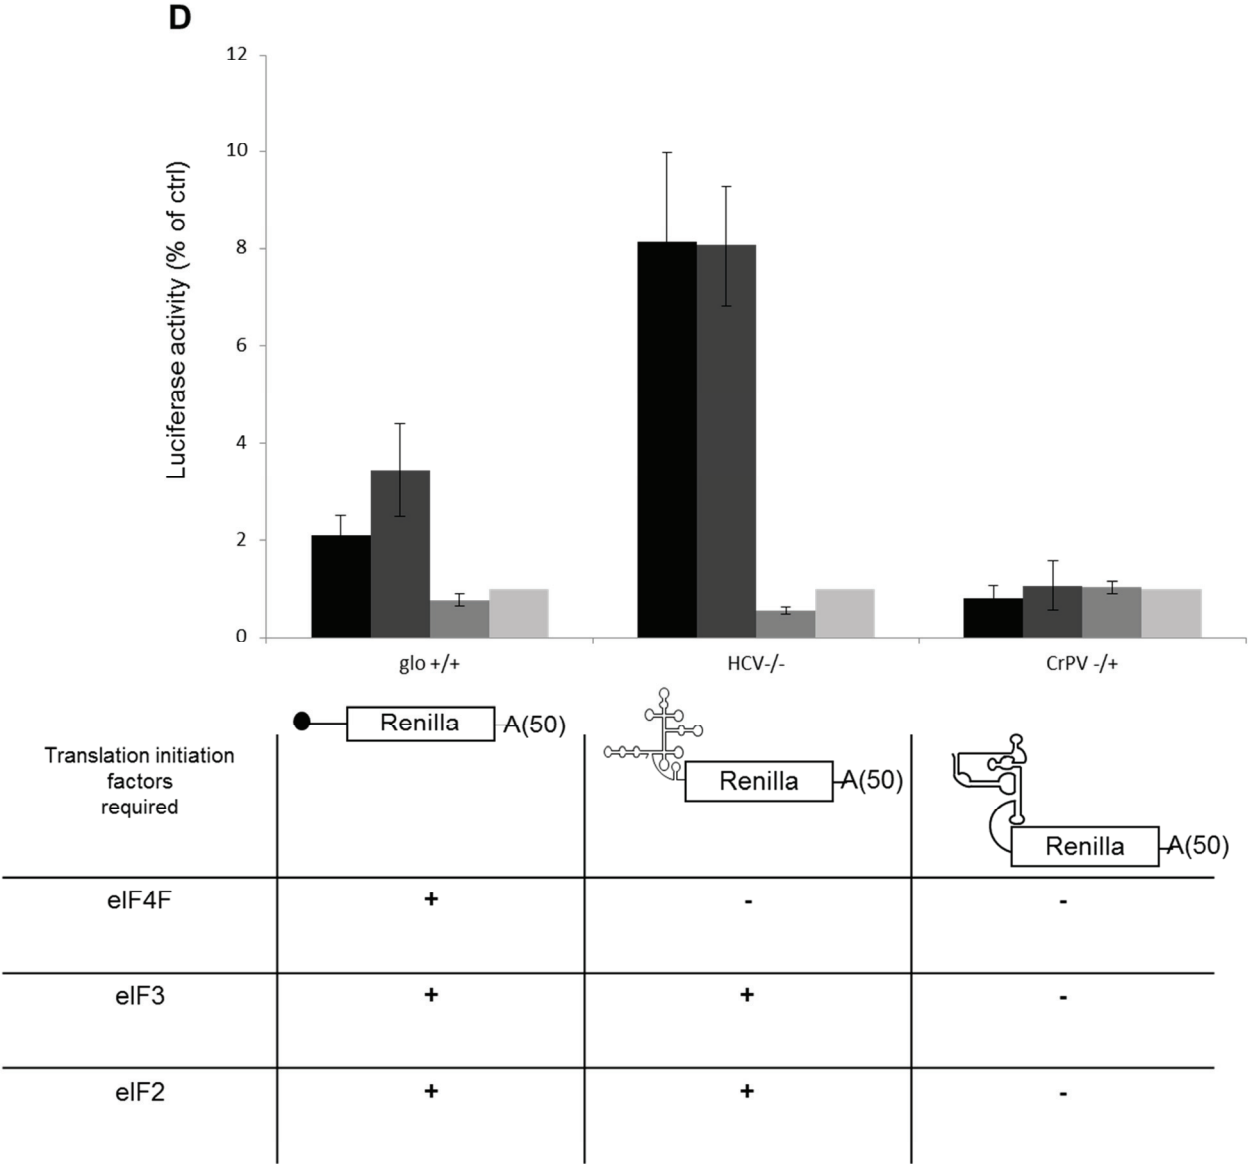 D
12
10
8
6
4
2
0
Luciferase activity (% of ctrl)
glo +/+
HCV-/-
CrPV -/+
Renilla
A(50)
Renilla
A(50)
Renilla
A(50)
Translation initiation
factors
required
eIF4F + - -
eIF3 + + -
eIF2 + + -